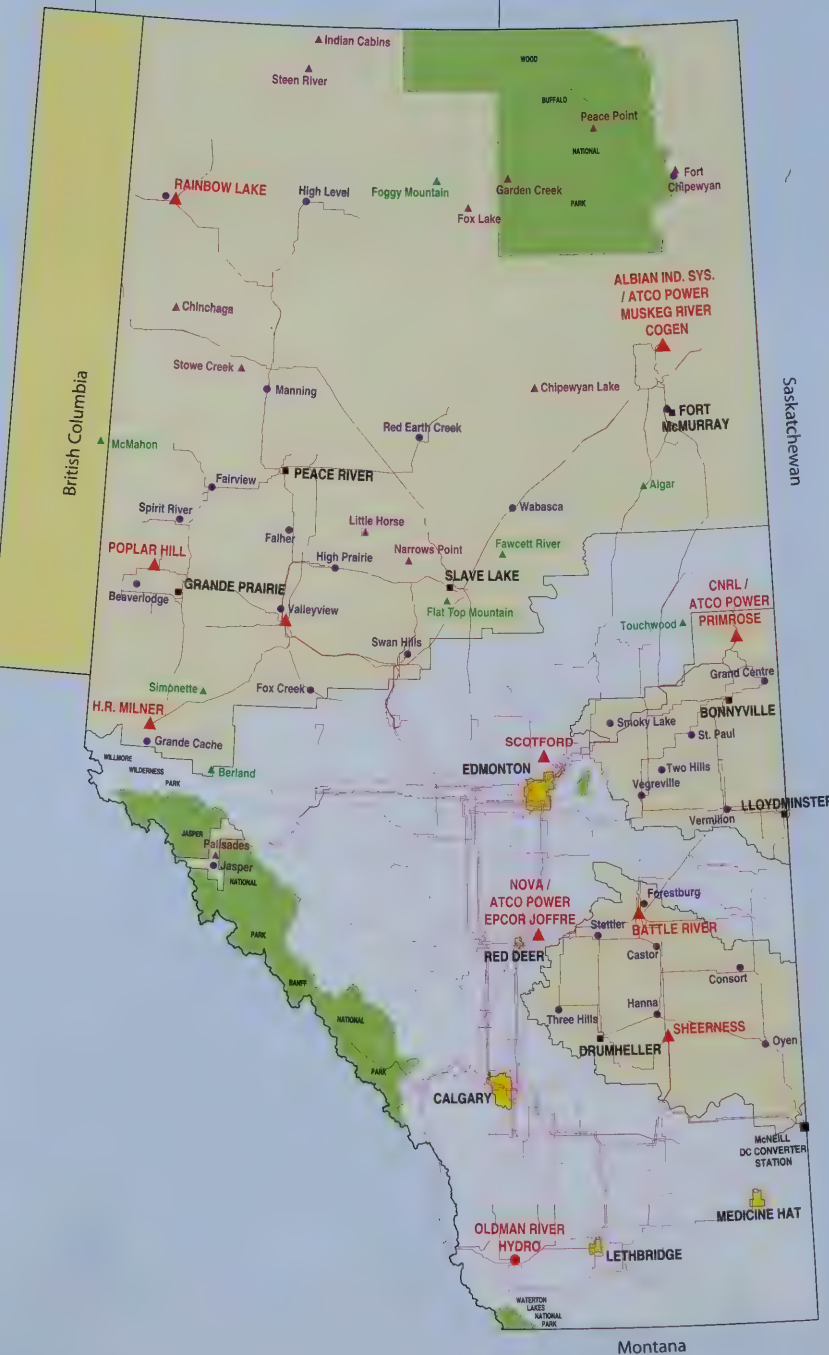 Indian Cabins
Steen River
WOOD
BUFFALO
Peace Point
NATIONAL
PARK
Fort
Chipewyan
RAINBOW LAKE
High Level
Foggy Mountain
Garden Creek
Fox Lake
ALBIAN IND. SYS.
/ ATCO POWER
MUSKEG RIVER
COGEN
Chinchaga
Stowe Creek
Manning
Chipewyan Lake
British Columbia
Saskatchewan
Red Earth Creek
FORT
McMURRAY
McMahon
PEACE RIVER
Fairview
Algar
Spirit River
Wabasca
Falher
Little Horse
POPLAR HILL
High Prairie
Narrows Point
Fawcett River
GRANDE PRAIRIE
SLAVE LAKE
CNRL /
ATCO POWER
PRIMROSE
Beaverlodge
Valleyview
Flat Top Mountain
Touchwood
Swan Hills
Grand Centre
Simonette
Fox Creek
BONNYVILLE
H.R. MILNER
Smoky Lake
St. Paul
Grande Cache
SCOTFORD
WILLMORE
WILDERNESS
PARK
Berland
EDMONTON
Two Hills
Vegreville
LLOYDMINSTER
Vermilion
JASPER
Palisades
Jasper
NATIONAL
PARK
NOVA /
ATCO POWER
EPCOR JOFFRE
Forestburg
Stettler
BATTLE RIVER
RED DEER
Castor
BANFF
Consort
NATIONAL
Hanna
Three Hills
SHEERNESS
DRUMHELLER
Oyen
PARK
CALGARY
McNEILL
DC CONVERTER
STATION
MEDICINE HAT
OLDMAN RIVER
HYDRO
LETHBRIDGE
WATERTON
LAKES
NATIONAL
PARK
Montana